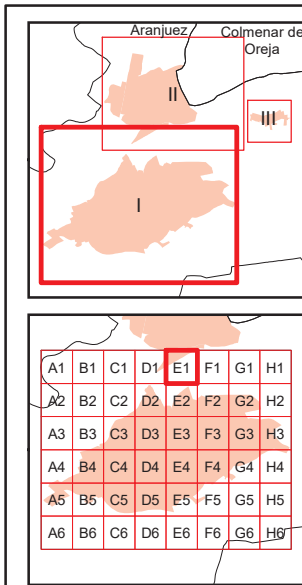 Aranjuez Colmenar de
Oreja
II
III
I
A1 B1 C1 D1 E1 F1 G1 H1
A2 B2 C2 D2 E2 F2 G2 H2
A3 B3 C3 D3 E3 F3 G3 H3
A4 B4 C4 D4 E4 F4 G4 H4
A5 B5 C5 D5 E5 F5 G5 H5
A6 B6 C6 D6 E6 F6 G6 H6